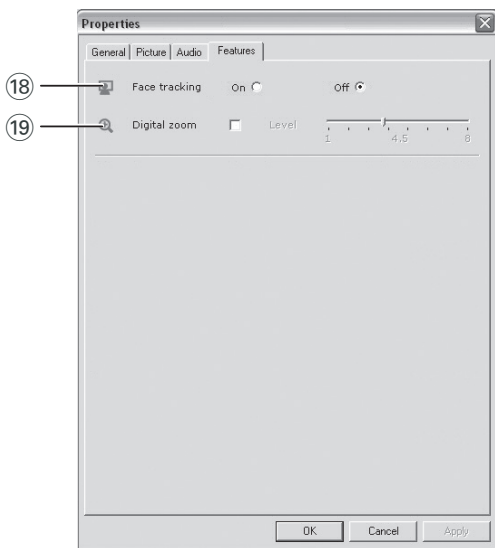 Properties
General Picture Audio Features
⑱ Face tracking On Off
⑲ Digital zoom Level
1 4.5 8
OK Cancel Apply